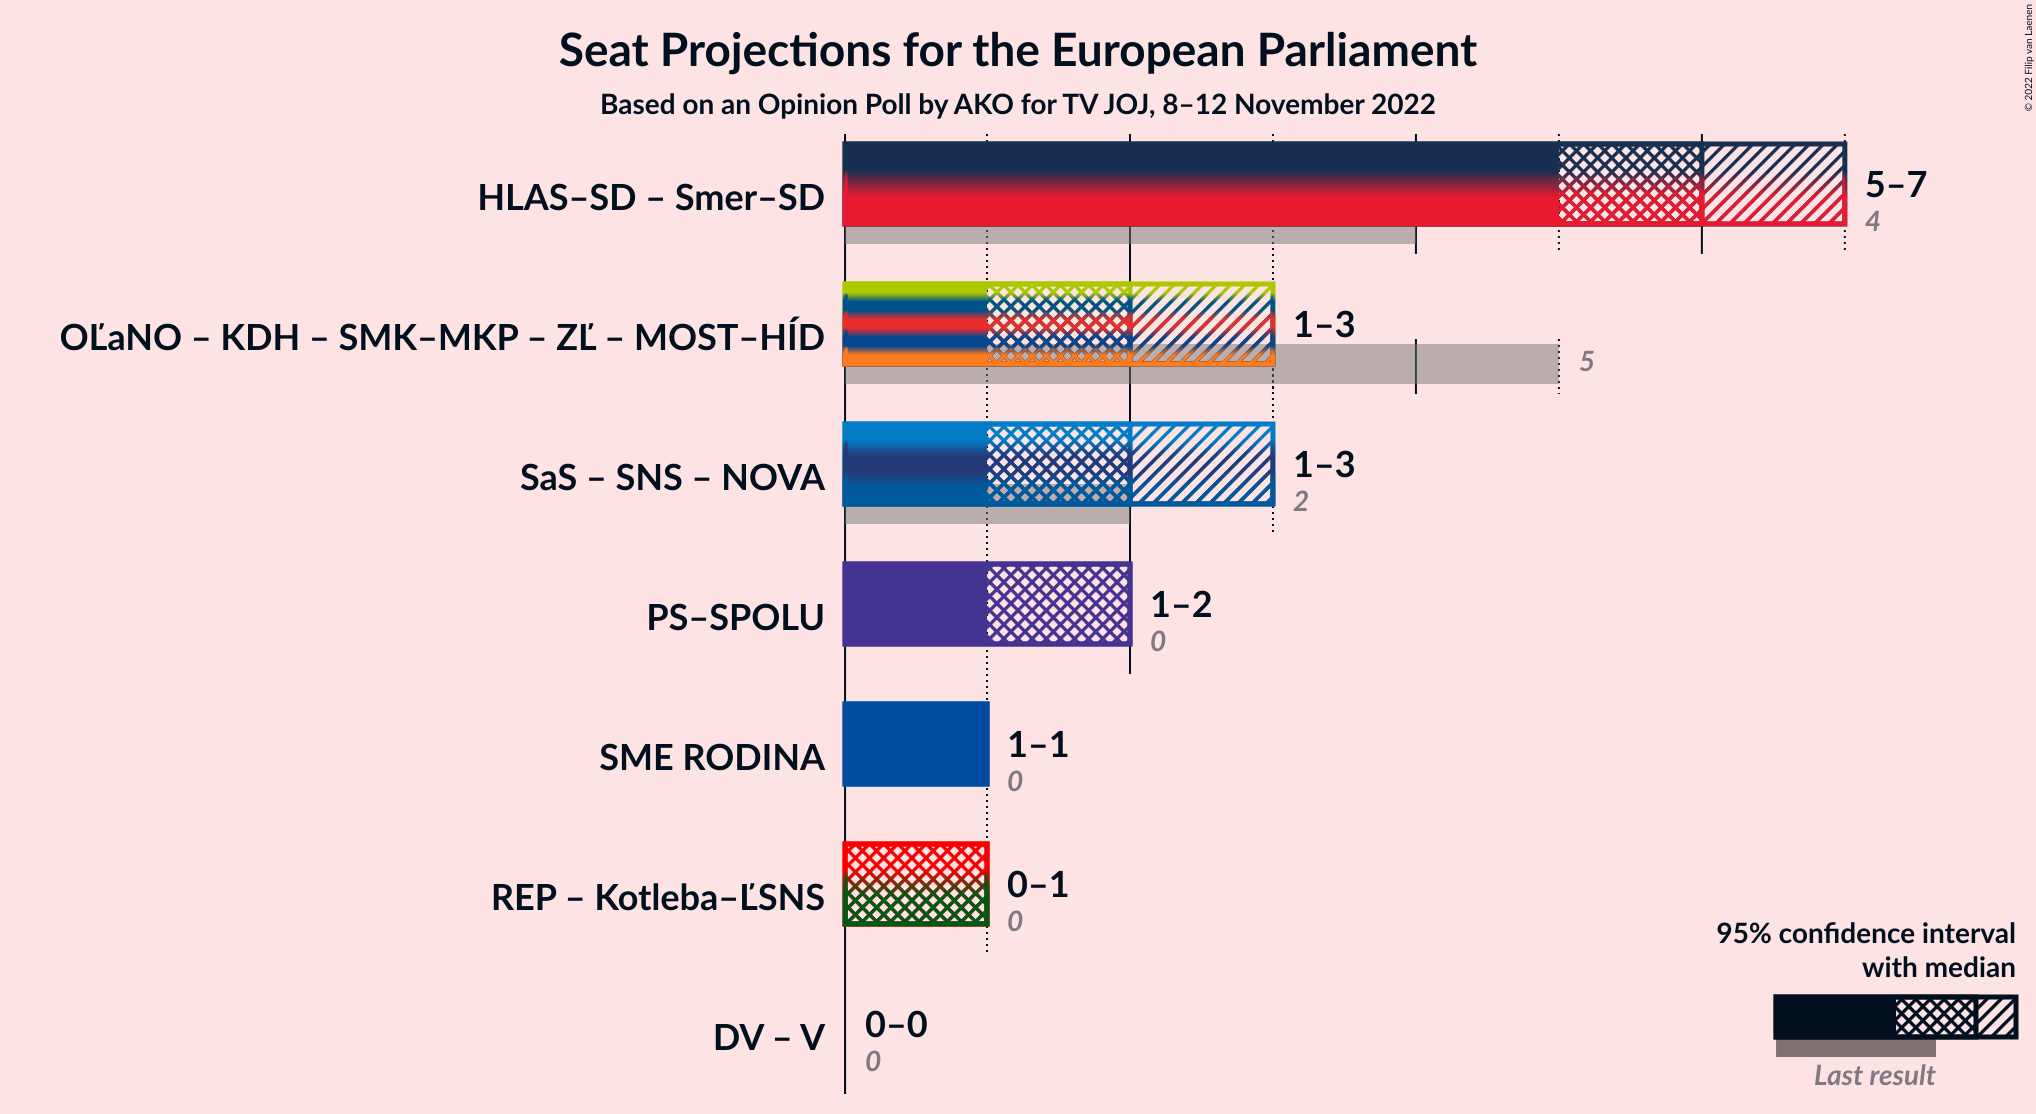 Seat Projections for the European Parliament
Based on an Opinion Poll by AKO for TV JOJ, 8–12 November 2022
© 2022 Filip van Laenen
HLAS–SD – Smer–SD
5–7
4
OĽaNO – KDH – SMK–MKP – ZĽ – MOST–HÍD
1–3
5
SaS – SNS – NOVA
1–3
2
PS–SPOLU
1–2
0
SME RODINA
1–1
0
REP – Kotleba–ĽSNS
0–1
0
DV – V
0–0
0
95% confidence interval
with median
Last result